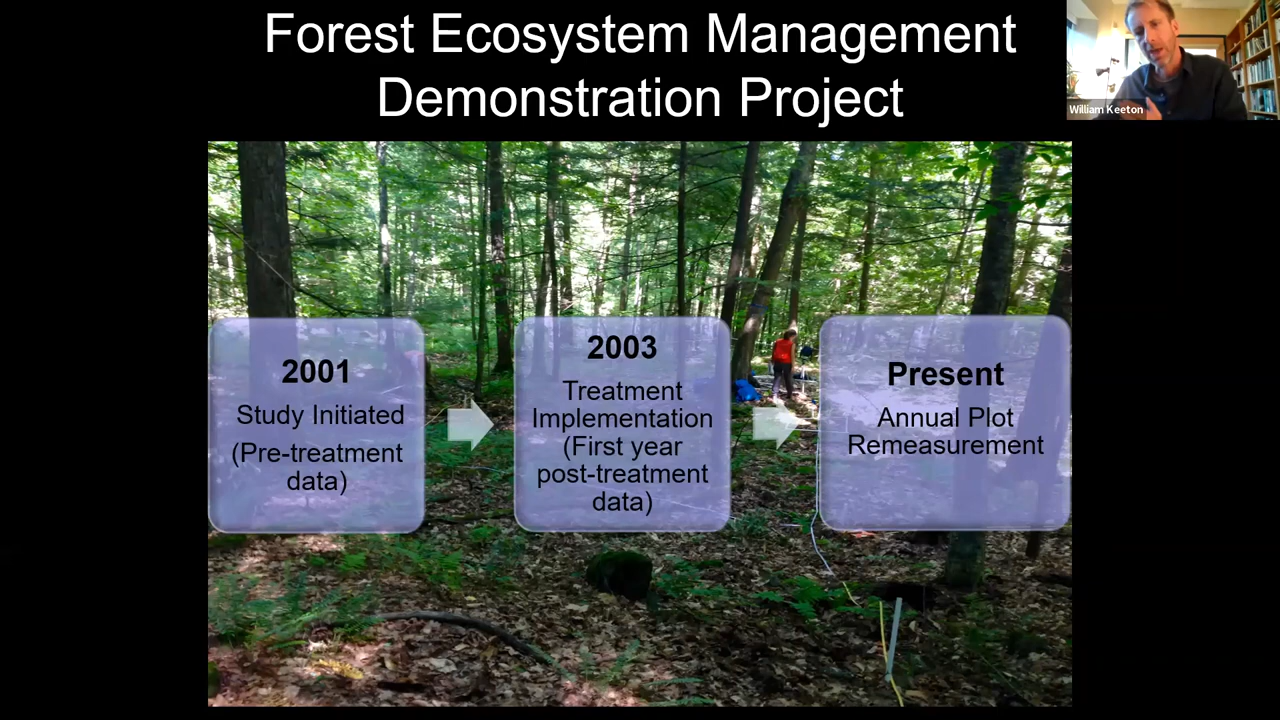 Forest Ecosystem Management
Demonstration Project
William Keeton
2001
Study Initiated
(Pre-treatment
data)
2003
Treatment
Implementation
(First year
post-treatment
data)
Present
Annual Plot
Remeasurement